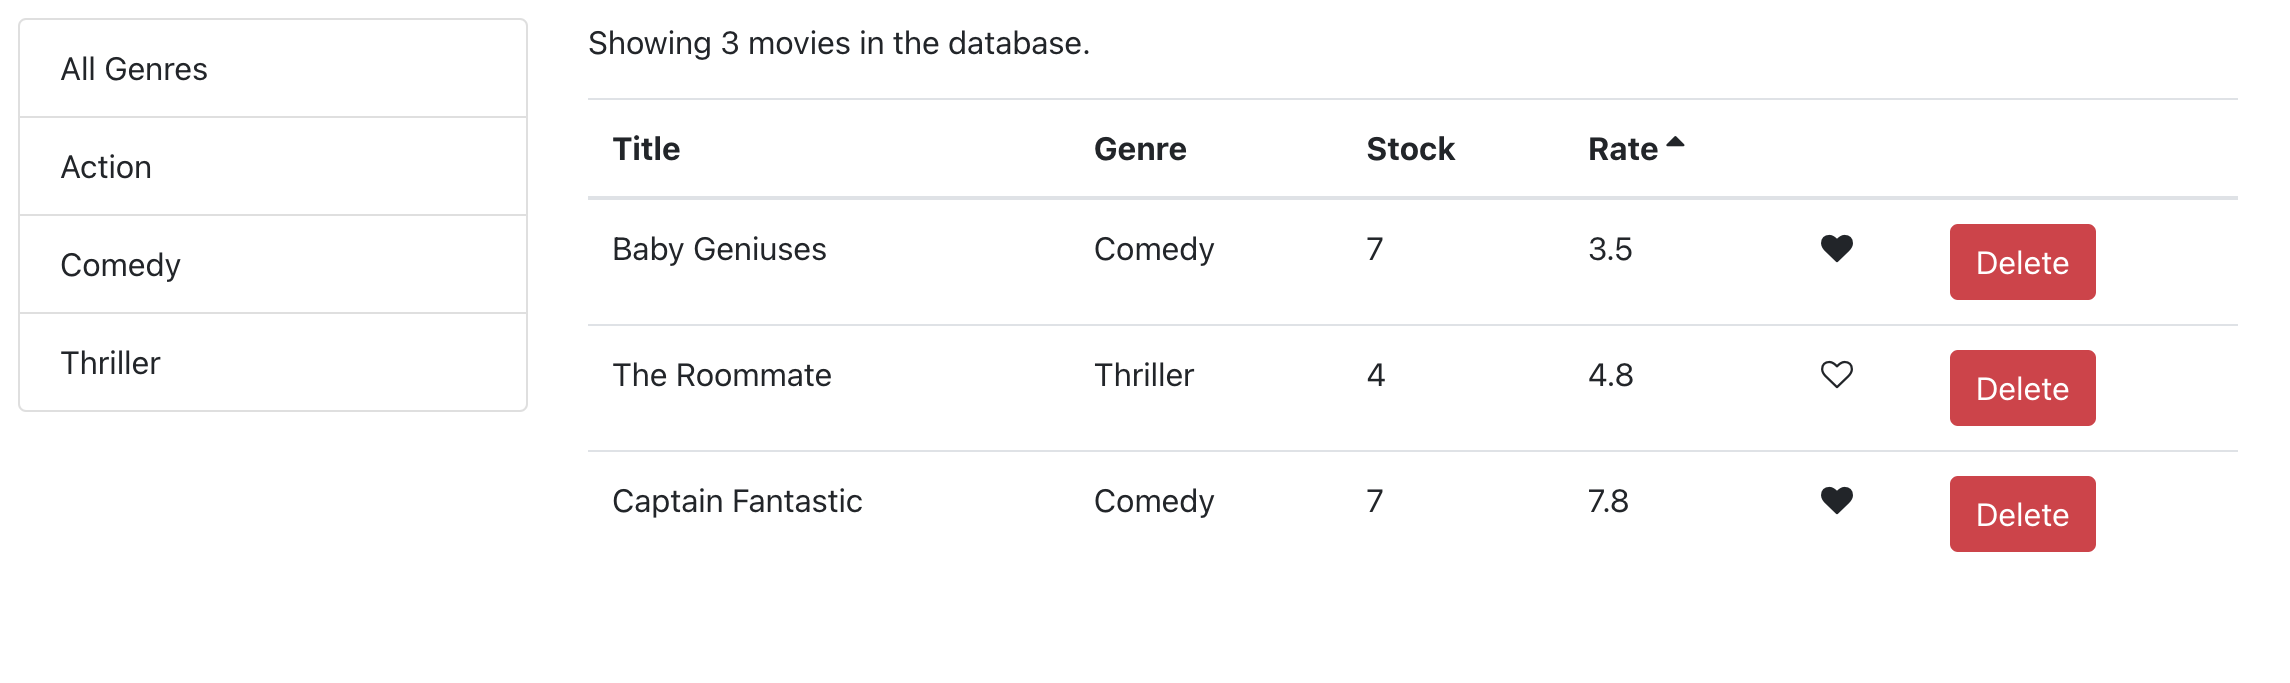 All Genres
Action
Comedy
Thriller
Showing 3 movies in the database.
Title Genre Stock Rate
Baby Geniuses Comedy 7 3.5 Delete
The Roommate Thriller 4 4.8 Delete
Captain Fantastic Comedy 7 7.8 Delete